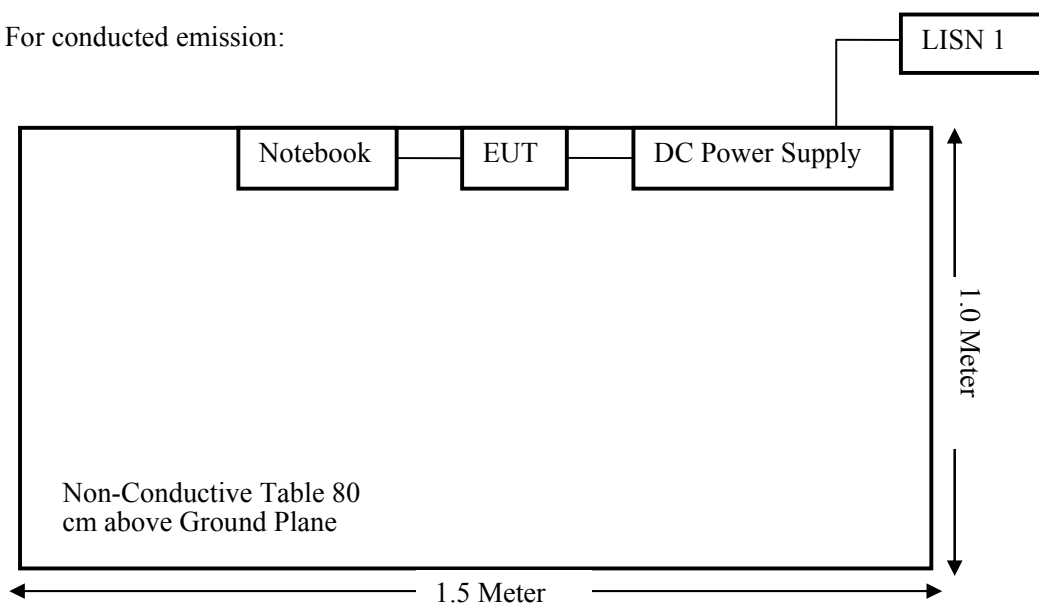 For conducted emission:
LISN 1
Notebook
EUT
DC Power Supply
1.0 Meter
Non-Conductive Table 80
cm above Ground Plane
1.5 Meter